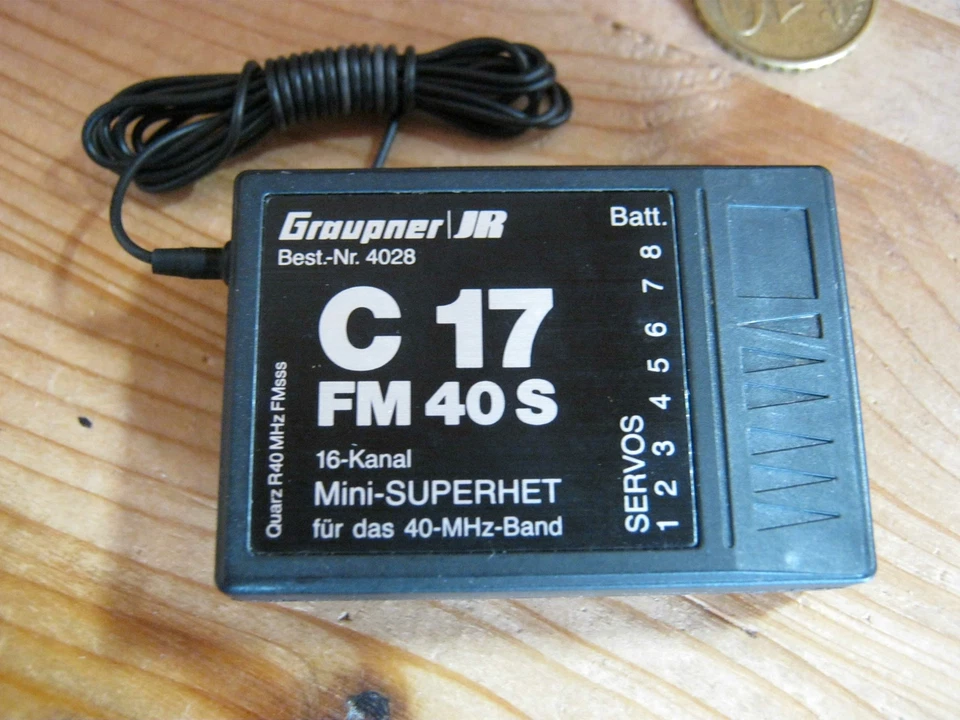 Graupner|JR
Best.-Nr. 4028
C 17
FM 40 S
16-Kanal
Mini-SUPERHET
für das 40-MHz-Band
Quarz R40 MHz FMsss
Batt.
SERVOS
1 2 3 4 5 6 7 8